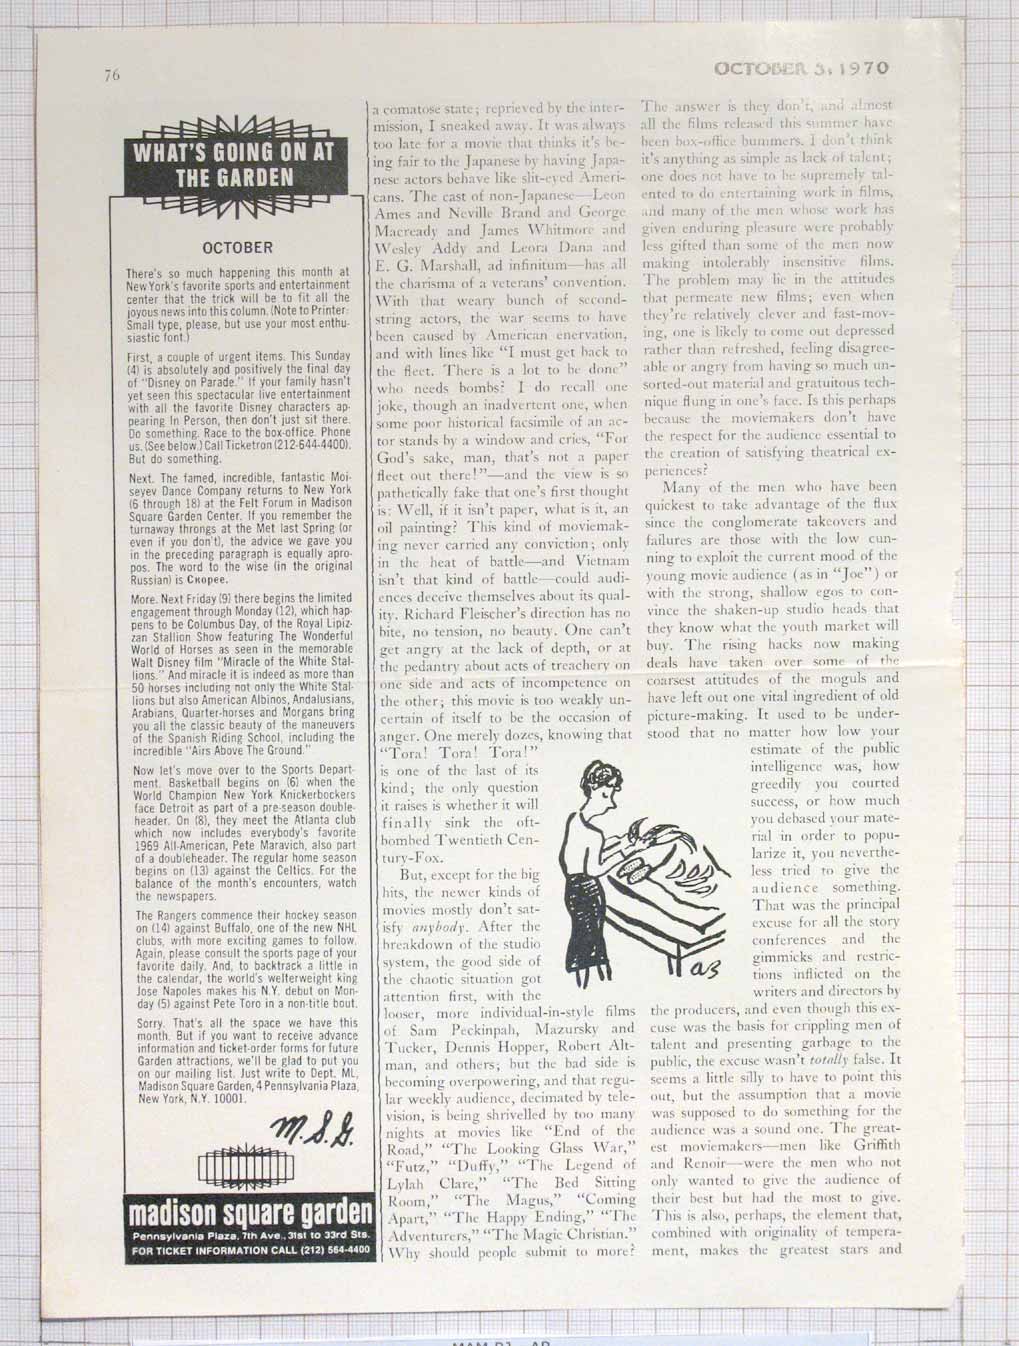 76
OCTOBER 3, 1970
WHAT'S GOING ON AT
THE GARDEN
OCTOBER
There's so much happening this month at
New York's favorite sports and entertainment
center that the trick will be to fit all the
joyous news into this column. (Note to Printer:
Small type, please, but use your most enthu-
siastic font.)
First, a couple of urgent items. This Sunday
(4) is absolutely and positively the final day
of "Disney on Parade." If your family hasn't
yet seen this spectacular live entertainment
with all the favorite Disney characters ap-
pearing In Person, then don't just sit there.
Do something. Race to the box-office. Phone
us. (See below.) Call Ticketron (212-644-4400).
But do something.
Next. The famed, incredible, fantastic Moi-
seyev Dance Company returns to New York
(6 through 18) at the Felt Forum in Madison
Square Garden Center. If you remember the
turnaway throngs at the Met last Spring (or
even if you don't), the advice we gave you
in the preceding paragraph is equally apro-
pos. The word to the wise (in the original
Russian) is Скорее.
More. Next Friday (9) there begins the limited
engagement through Monday (12), which hap-
pens to be Columbus Day, of the Royal Lipiz-
zan Stallion Show featuring The Wonderful
World of Horses as seen in the memorable
Walt Disney film "Miracle of the White Stal-
lions." And miracle it is indeed as more than
50 horses including not only the White Stal-
lions but also American Albinos, Andalusians,
Arabians, Quarter-horses and Morgans bring
you all the classic beauty of the maneuvers
of the Spanish Riding School, including the
incredible "Airs Above The Ground."
Now let's move over to the Sports Depart-
ment. Basketball begins on (6) when the
World Champion New York Knickerbockers
face Detroit as part of a pre-season double-
header. On (8), they meet the Atlanta club
which now includes everybody's favorite
1969 All-American, Pete Maravich, also part
of a doubleheader. The regular home season
begins on (13) against the Celtics. For the
balance of the month's encounters, watch
the newspapers.
The Rangers commence their hockey season
on (14) against Buffalo, one of the new NHL
clubs, with more exciting games to follow.
Again, please consult the sports page of your
favorite daily. And, to backtrack a little in
the calendar, the world's welterweight king
Jose Napoles makes his N.Y. debut on Mon-
day (5) against Pete Toro in a non-title bout.
Sorry. That's all the space we have this
month. But if you want to receive advance
information and ticket-order forms for future
Garden attractions, we'll be glad to put you
on our mailing list. Just write to Dept. ML,
Madison Square Garden, 4 Pennsylvania Plaza,
New York, N.Y. 10001.
M.S.G.
madison square garden
Pennsylvania Plaza, 7th Ave., 31st to 33rd Sts.
FOR TICKET INFORMATION CALL (212) 564-4400
a comatose state; reprieved by the inter-
mission, I sneaked away. It was always
too late for a movie that thinks it's be-
ing fair to the Japanese by having Japa-
nese actors behave like slit-eyed Ameri-
cans. The cast of non-Japanese—Leon
Ames and Neville Brand and George
Macready and James Whitmore and
Wesley Addy and Leora Dana and
E. G. Marshall, ad infinitum—has all
the charisma of a veterans' convention.
With that weary bunch of second-
string actors, the war seems to have
been caused by American enervation,
and with lines like "I must get back to
the fleet. There is a lot to be done"
who needs bombs? I do recall one
joke, though an inadvertent one, when
some poor historical facsimile of an ac-
tor stands by a window and cries, "For
God's sake, man, that's not a paper
fleet out there!"—and the view is so
pathetically fake that one's first thought
is: Well, if it isn't paper, what is it, an
oil painting? This kind of moviemak-
ing never carried any conviction; only
in the heat of battle—and Vietnam
isn't that kind of battle—could audi-
ences deceive themselves about its qual-
ity. Richard Fleischer's direction has no
bite, no tension, no beauty. One can't
get angry at the lack of depth, or at
the pedantry about acts of treachery on
one side and acts of incompetence on
the other; this movie is too weakly un-
certain of itself to be the occasion of
anger. One merely dozes, knowing that
"Tora! Tora! Tora!"
is one of the last of its
kind; the only question
it raises is whether it will
finally sink the oft-
bombed Twentieth Cen-
tury-Fox.
But, except for the big
hits, the newer kinds of
movies mostly don't sat-
isfy anybody. After the
breakdown of the studio
system, the good side of
the chaotic situation got
attention first, with the
looser, more individual-in-style films
of Sam Peckinpah, Mazursky and
Tucker, Dennis Hopper, Robert Alt-
man, and others; but the bad side is
becoming overpowering, and that regu-
lar weekly audience, decimated by tele-
vision, is being shrivelled by too many
nights at movies like "End of the
Road," "The Looking Glass War,"
"Futz," "Duffy," "The Legend of
Lylah Clare," "The Bed Sitting
Room," "The Magus," "Coming
Apart," "The Happy Ending," "The
Adventurers," "The Magic Christian."
Why should people submit to more?
The answer is they don't, and almost
all the films released this summer have
been box-office bummers. I don't think
it's anything as simple as lack of talent;
one does not have to be supremely tal-
ented to do entertaining work in films,
and many of the men whose work has
given enduring pleasure were probably
less gifted than some of the men now
making intolerably insensitive films.
The problem may lie in the attitudes
that permeate new films; even when
they're relatively clever and fast-mov-
ing, one is likely to come out depressed
rather than refreshed, feeling disagree-
able or angry from having so much un-
sorted-out material and gratuitous tech-
nique flung in one's face. Is this perhaps
because the moviemakers don't have
the respect for the audience essential to
the creation of satisfying theatrical ex-
periences?
Many of the men who have been
quickest to take advantage of the flux
since the conglomerate takeovers and
failures are those with the low cun-
ning to exploit the current mood of the
young movie audience (as in "Joe") or
with the strong, shallow egos to con-
vince the shaken-up studio heads that
they know what the youth market will
buy. The rising hacks now making
deals have taken over some of the
coarsest attitudes of the moguls and
have left out one vital ingredient of old
picture-making. It used to be under-
stood that no matter how low your
estimate of the public
intelligence was, how
greedily you courted
success, or how much
you debased your mate-
rial in order to popu-
larize it, you neverthe-
less tried to give the
audience something.
That was the principal
excuse for all the story
conferences and the
gimmicks and restric-
tions inflicted on the
writers and directors by
the producers, and even though this ex-
cuse was the basis for crippling men of
talent and presenting garbage to the
public, the excuse wasn't totally false. It
seems a little silly to have to point this
out, but the assumption that a movie
was supposed to do something for the
audience was a sound one. The great-
est moviemakers—men like Griffith
and Renoir—were the men who not
only wanted to give the audience of
their best but had the most to give.
This is also, perhaps, the element that,
combined with originality of tempera-
ment, makes the greatest stars and